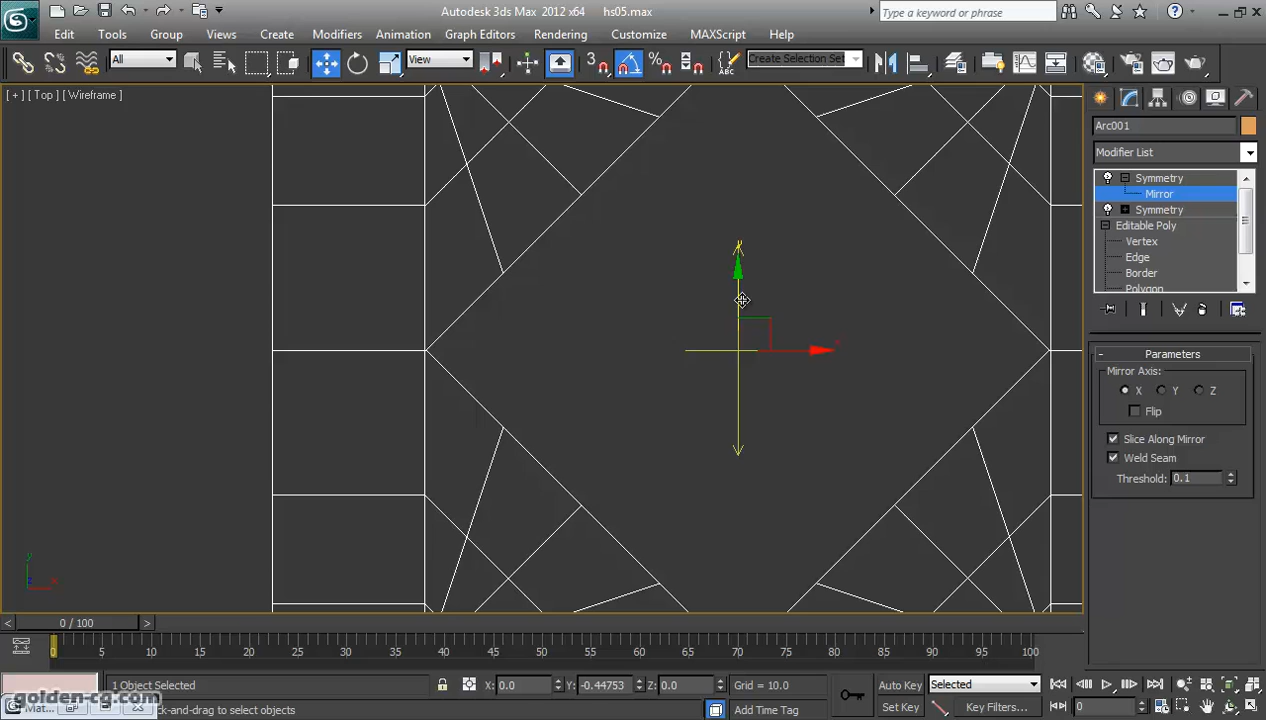 Autodesk 3ds Max 2012 x64 hs05.max
Type a keyword or phrase
Edit Tools Group Views Create Modifiers Animation Graph Editors Rendering Customize MAXScript Help
All View Create Selection Set
[ + ] [ Top ] [ Wireframe ]
Arc001
Modifier List
Symmetry
Mirror
Symmetry
Editable Poly
Vertex
Edge
Border
Polygon
Parameters
Mirror Axis:
X Y Z
Flip
Slice Along Mirror
Weld Seam
Threshold: 0.1
y
x
y
x
z
< 0 / 100 >
0 5 10 15 20 25 30 35 40 45 50 55 60 65 70 75 80 85 90 95 100
1 Object Selected X: 0.0 Y: -0.44753 Z: 0.0 Grid = 10.0 Auto Key Selected
golden-cg.com
Mat...
ck-and-drag to select objects Add Time Tag Set Key Key Filters... 0